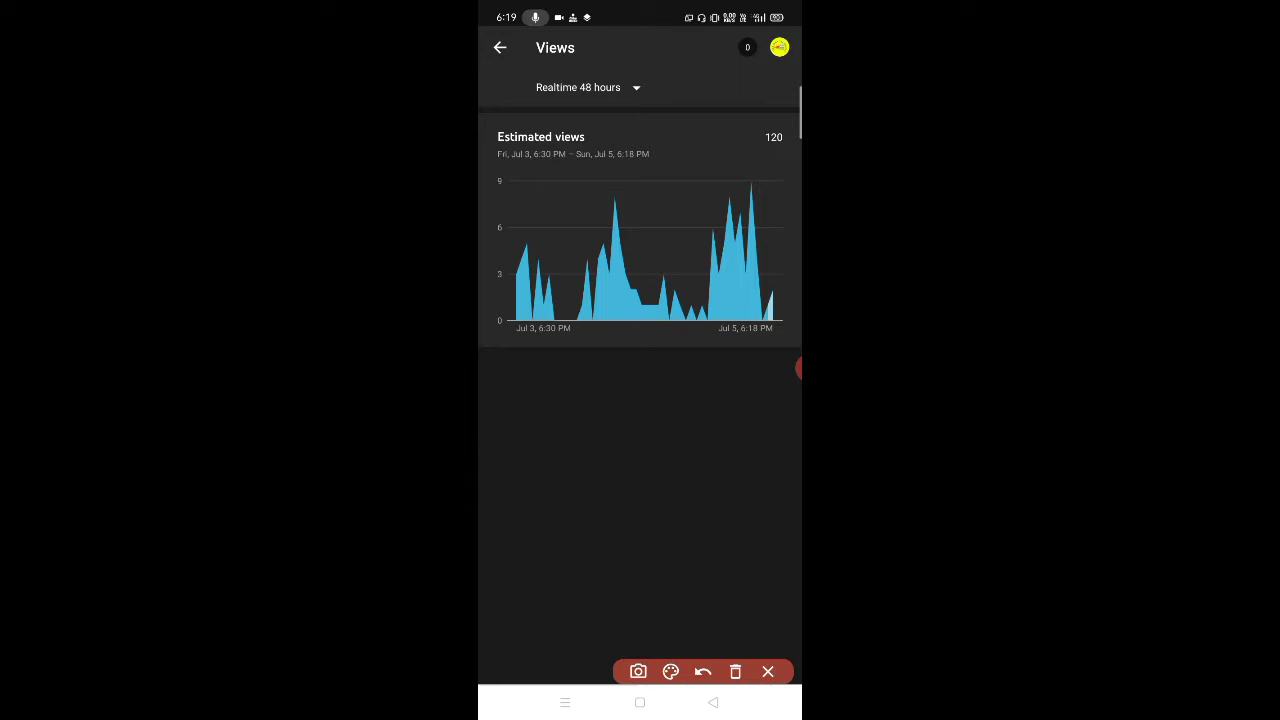 6:19
Views
0
Realtime 48 hours
Estimated views
120
Fri, Jul 3, 6:30 PM – Sun, Jul 5, 6:18 PM
9
6
3
0
Jul 3, 6:30 PM
Jul 5, 6:18 PM